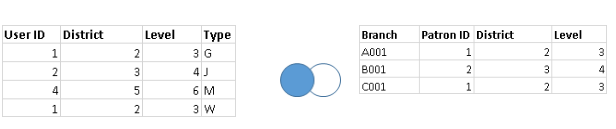 User ID District Level Type
1 2 3 G
2 3 4 J
4 5 6 M
1 2 3 W
Branch Patron ID District Level
A001 1 2 3
B001 2 3 4
C001 1 2 3